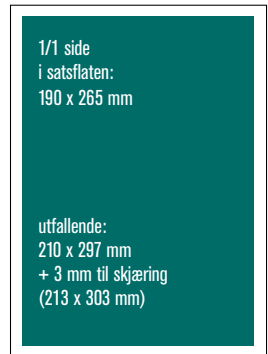 1/1 side
i satsflaten:
190 x 265 mm
utfallende:
210 x 297 mm
+ 3 mm til skjæring
(213 x 303 mm)